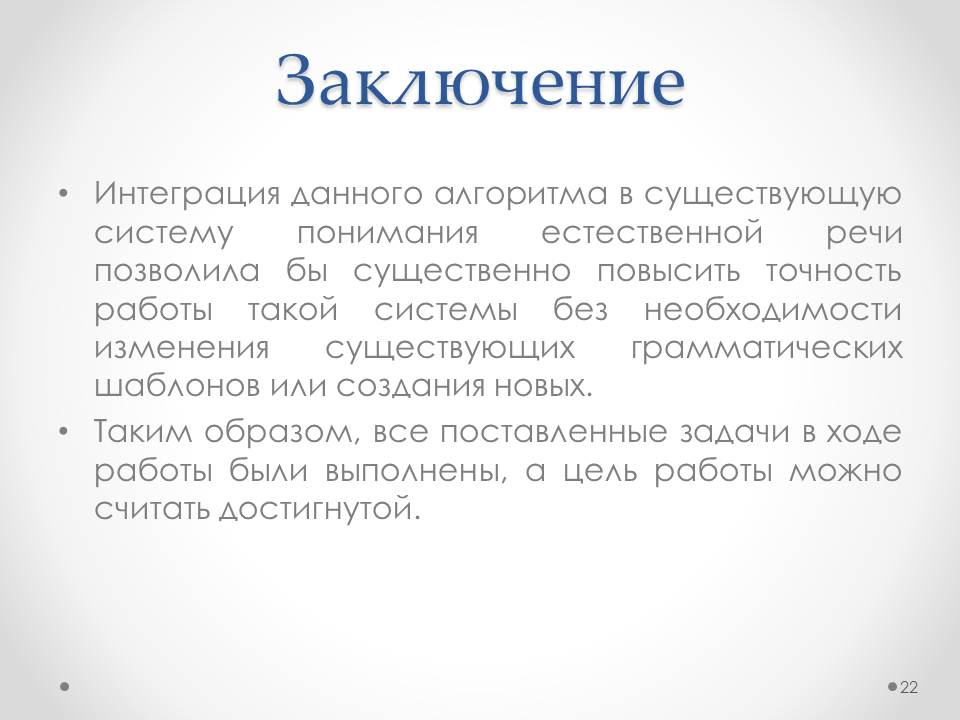 Заключение
• Интеграция данного алгоритма в существующую
систему понимания естественной речи
позволила бы существенно повысить точность
работы такой системы без необходимости
изменения существующих грамматических
шаблонов или создания новых.
• Таким образом, все поставленные задачи в ходе
работы были выполнены, а цель работы можно
считать достигнутой.
22